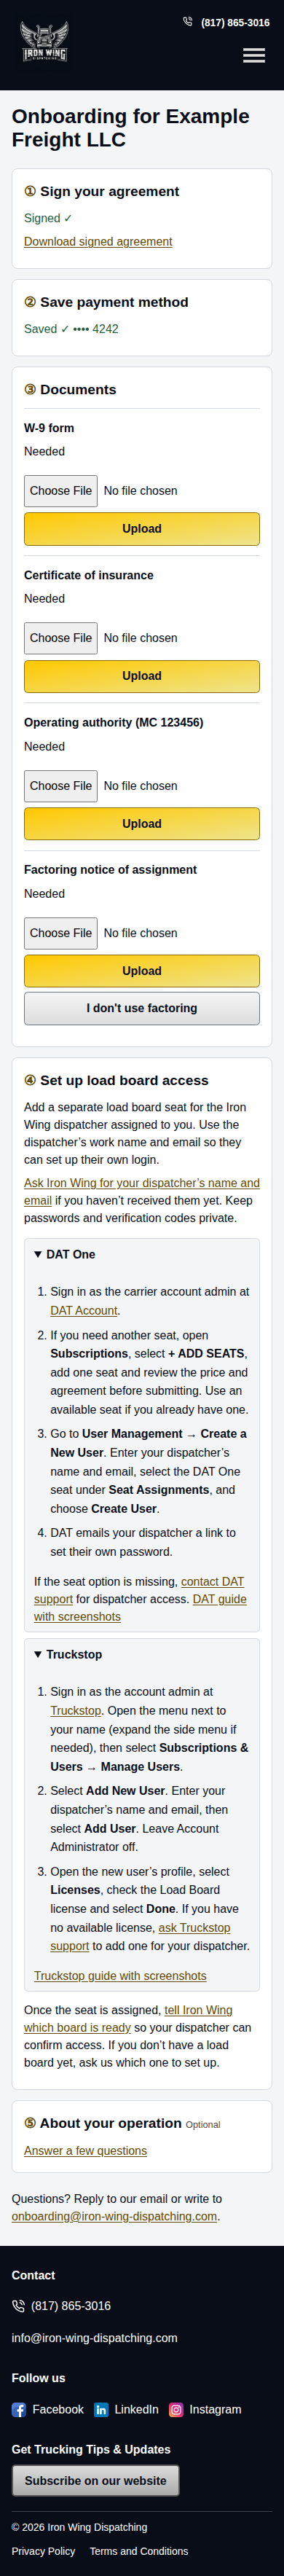 (817) 865-3016
IRON WING
DISPATCHING
Onboarding for Example
Freight LLC
① Sign your agreement
Signed ✓
Download signed agreement
② Save payment method
Saved ✓ •••• 4242
③ Documents
W-9 form
Needed
Choose File No file chosen
Upload
Certificate of insurance
Needed
Choose File No file chosen
Upload
Operating authority (MC 123456)
Needed
Choose File No file chosen
Upload
Factoring notice of assignment
Needed
Choose File No file chosen
Upload
I don't use factoring
④ Set up load board access
Add a separate load board seat for the Iron
Wing dispatcher assigned to you. Use the
dispatcher’s work name and email so they
can set up their own login.
Ask Iron Wing for your dispatcher’s name and
email if you haven’t received them yet. Keep
passwords and verification codes private.
▼ DAT One
1. Sign in as the carrier account admin at
DAT Account.
2. If you need another seat, open
Subscriptions, select + ADD SEATS,
add one seat and review the price and
agreement before submitting. Use an
available seat if you already have one.
3. Go to User Management → Create a
New User. Enter your dispatcher’s
name and email, select the DAT One
seat under Seat Assignments, and
choose Create User.
4. DAT emails your dispatcher a link to
set their own password.
If the seat option is missing, contact DAT
support for dispatcher access. DAT guide
with screenshots
▼ Truckstop
1. Sign in as the account admin at
Truckstop. Open the menu next to
your name (expand the side menu if
needed), then select Subscriptions &
Users → Manage Users.
2. Select Add New User. Enter your
dispatcher’s name and email, then
select Add User. Leave Account
Administrator off.
3. Open the new user’s profile, select
Licenses, check the Load Board
license and select Done. If you have
no available license, ask Truckstop
support to add one for your dispatcher.
Truckstop guide with screenshots
Once the seat is assigned, tell Iron Wing
which board is ready so your dispatcher can
confirm access. If you don’t have a load
board yet, ask us which one to set up.
⑤ About your operation Optional
Answer a few questions
Questions? Reply to our email or write to
onboarding@iron-wing-dispatching.com.
Contact
(817) 865-3016
info@iron-wing-dispatching.com
Follow us
Facebook LinkedIn Instagram
Get Trucking Tips & Updates
Subscribe on our website
© 2026 Iron Wing Dispatching
Privacy Policy Terms and Conditions